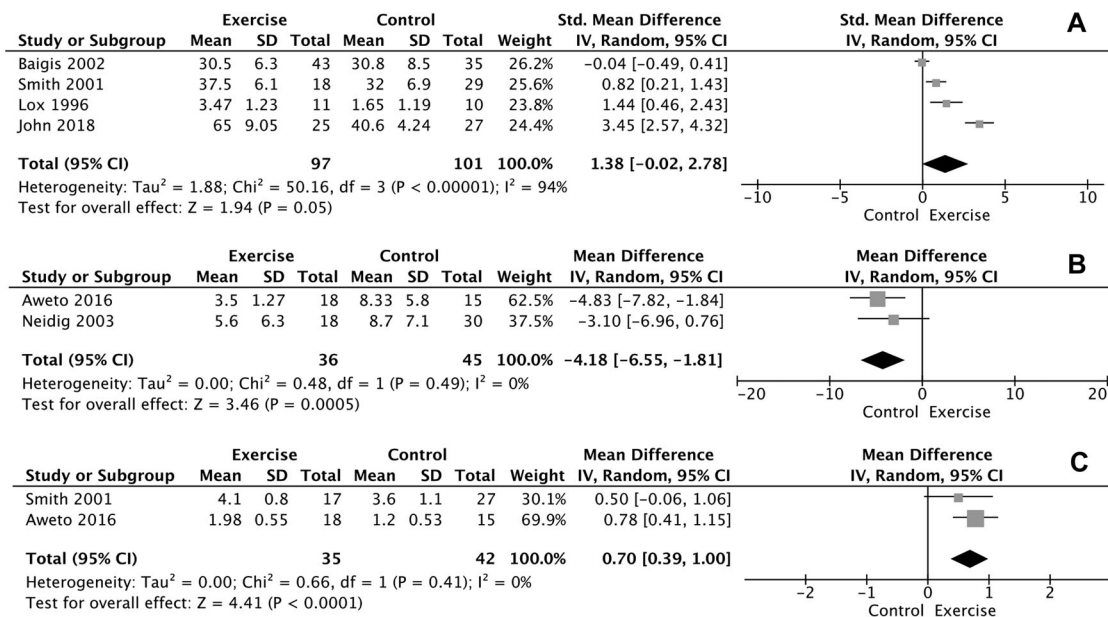 A
Exercise Control Std. Mean Difference Std. Mean Difference
Study or Subgroup Mean SD Total Mean SD Total Weight IV, Random, 95% CI IV, Random, 95% CI
Baigis 2002 30.5 6.3 43 30.8 8.5 35 26.2% -0.04 [-0.49, 0.41]
Smith 2001 37.5 6.1 18 32 6.9 29 25.6% 0.82 [0.21, 1.43]
Lox 1996 3.47 1.23 11 1.65 1.19 10 23.8% 1.44 [0.46, 2.43]
John 2018 65 9.05 25 40.6 4.24 27 24.4% 3.45 [2.57, 4.32]
Total (95% CI) 97 101 100.0% 1.38 [-0.02, 2.78]
Heterogeneity: Tau² = 1.88; Chi² = 50.16, df = 3 (P < 0.00001); I² = 94%
Test for overall effect: Z = 1.94 (P = 0.05)
-10 -5 0 5 10
Control Exercise
B
Exercise Control Mean Difference Mean Difference
Study or Subgroup Mean SD Total Mean SD Total Weight IV, Random, 95% CI IV, Random, 95% CI
Aweto 2016 3.5 1.27 18 8.33 5.8 15 62.5% -4.83 [-7.82, -1.84]
Neidig 2003 5.6 6.3 18 8.7 7.1 30 37.5% -3.10 [-6.96, 0.76]
Total (95% CI) 36 45 100.0% -4.18 [-6.55, -1.81]
Heterogeneity: Tau² = 0.00; Chi² = 0.48, df = 1 (P = 0.49); I² = 0%
Test for overall effect: Z = 3.46 (P = 0.0005)
-20 -10 0 10 20
Control Exercise
C
Exercise Control Mean Difference Mean Difference
Study or Subgroup Mean SD Total Mean SD Total Weight IV, Random, 95% CI IV, Random, 95% CI
Smith 2001 4.1 0.8 17 3.6 1.1 27 30.1% 0.50 [-0.06, 1.06]
Aweto 2016 1.98 0.55 18 1.2 0.53 15 69.9% 0.78 [0.41, 1.15]
Total (95% CI) 35 42 100.0% 0.70 [0.39, 1.00]
Heterogeneity: Tau² = 0.00; Chi² = 0.66, df = 1 (P = 0.41); I² = 0%
Test for overall effect: Z = 4.41 (P < 0.0001)
-2 -1 0 1 2
Control Exercise